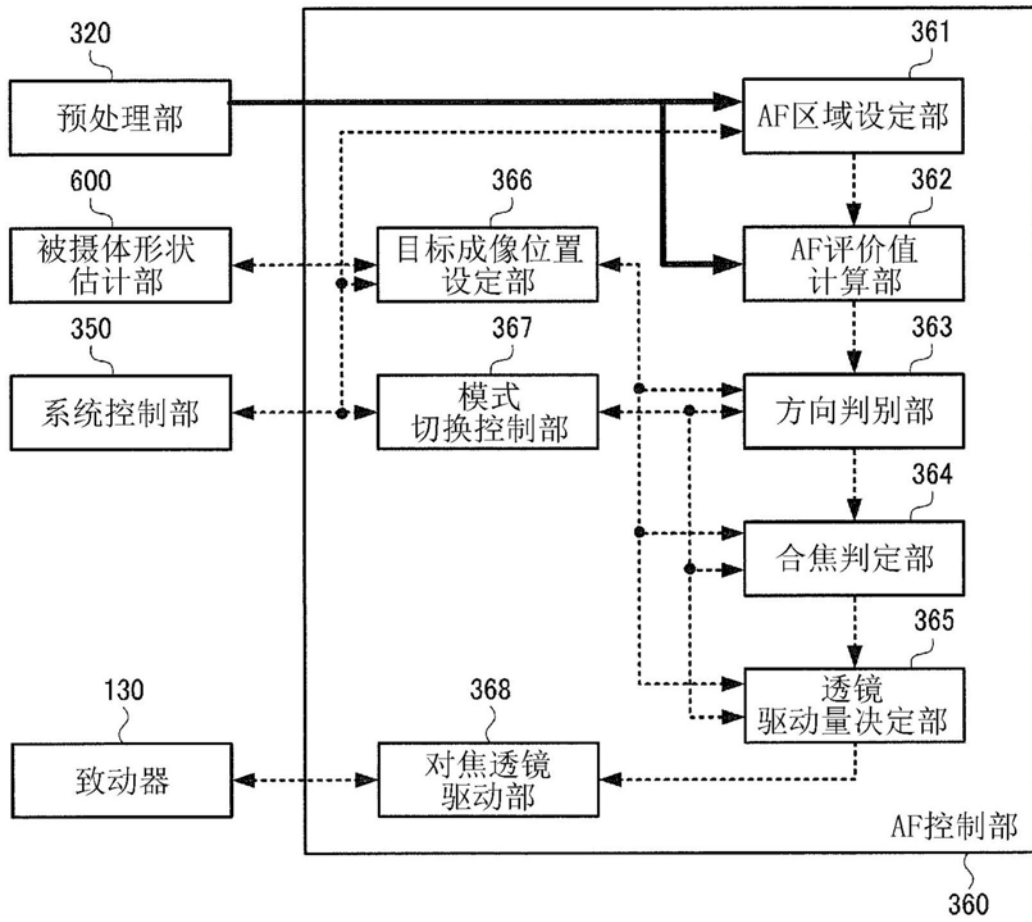 320
预处理部
361
AF区域设定部
600
被摄体形状
估计部
366
目标成像位置
设定部
362
AF评价值
计算部
350
系统控制部
367
模式
切换控制部
363
方向判别部
364
合焦判定部
365
透镜
驱动量决定部
130
致动器
368
对焦透镜
驱动部
AF控制部
360